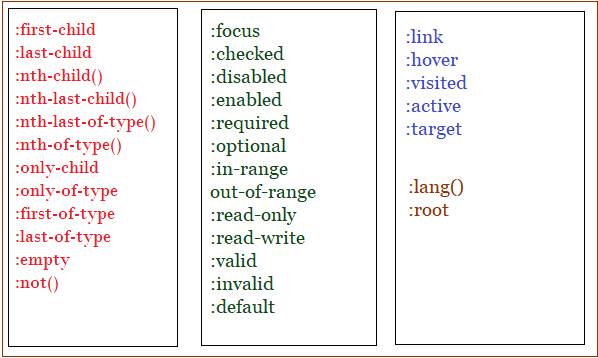 :first-child
:last-child
:nth-child()
:nth-last-child()
:nth-last-of-type()
:nth-of-type()
:only-child
:only-of-type
:first-of-type
:last-of-type
:empty
:not()
:focus
:checked
:disabled
:enabled
:required
:optional
:in-range
out-of-range
:read-only
:read-write
:valid
:invalid
:default
:link
:hover
:visited
:active
:target
:lang()
:root